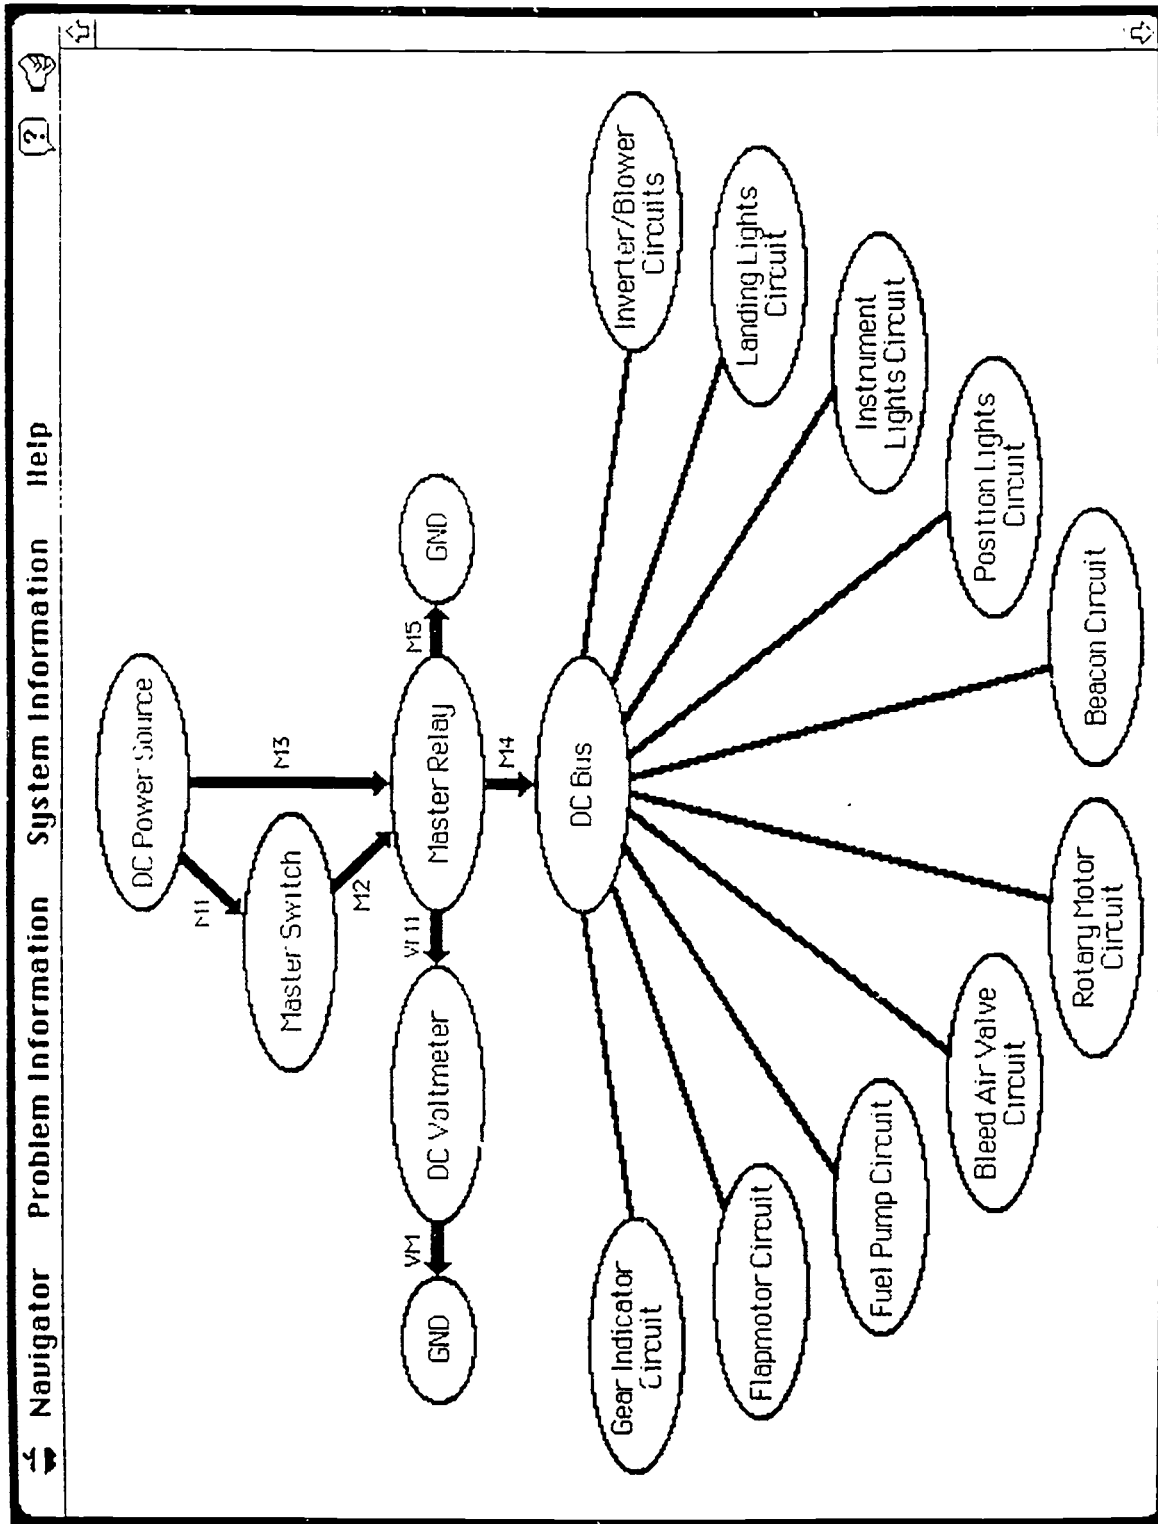 Navigator Problem Information System Information Help ?
DC Power Source
M1
M3
Master Switch
M2
GND
VM
DC Voltmeter
VM1
Master Relay
M5
GND
M4
DC Bus
Gear Indicator
Circuit
Inverter/Blower
Circuits
Flapmotor Circuit
Landing Lights
Circuit
Fuel Pump Circuit
Instrument
Lights Circuit
Bleed Air Valve
Circuit
Position Lights
Circuit
Rotary Motor
Circuit
Beacon Circuit